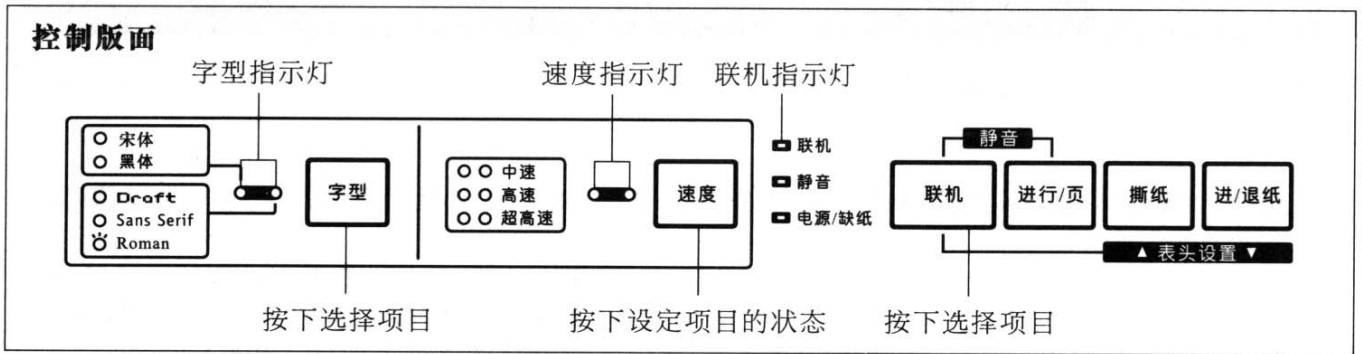 控制版面
字型指示灯
速度指示灯
联机指示灯
宋体
黑体
Draft
Sans Serif
Roman
字型
中速
高速
超高速
速度
联机
静音
电源/缺纸
静音
联机
进行/页
撕纸
进/退纸
▲ 表头设置 ▼
按下选择项目
按下设定项目的状态
按下选择项目